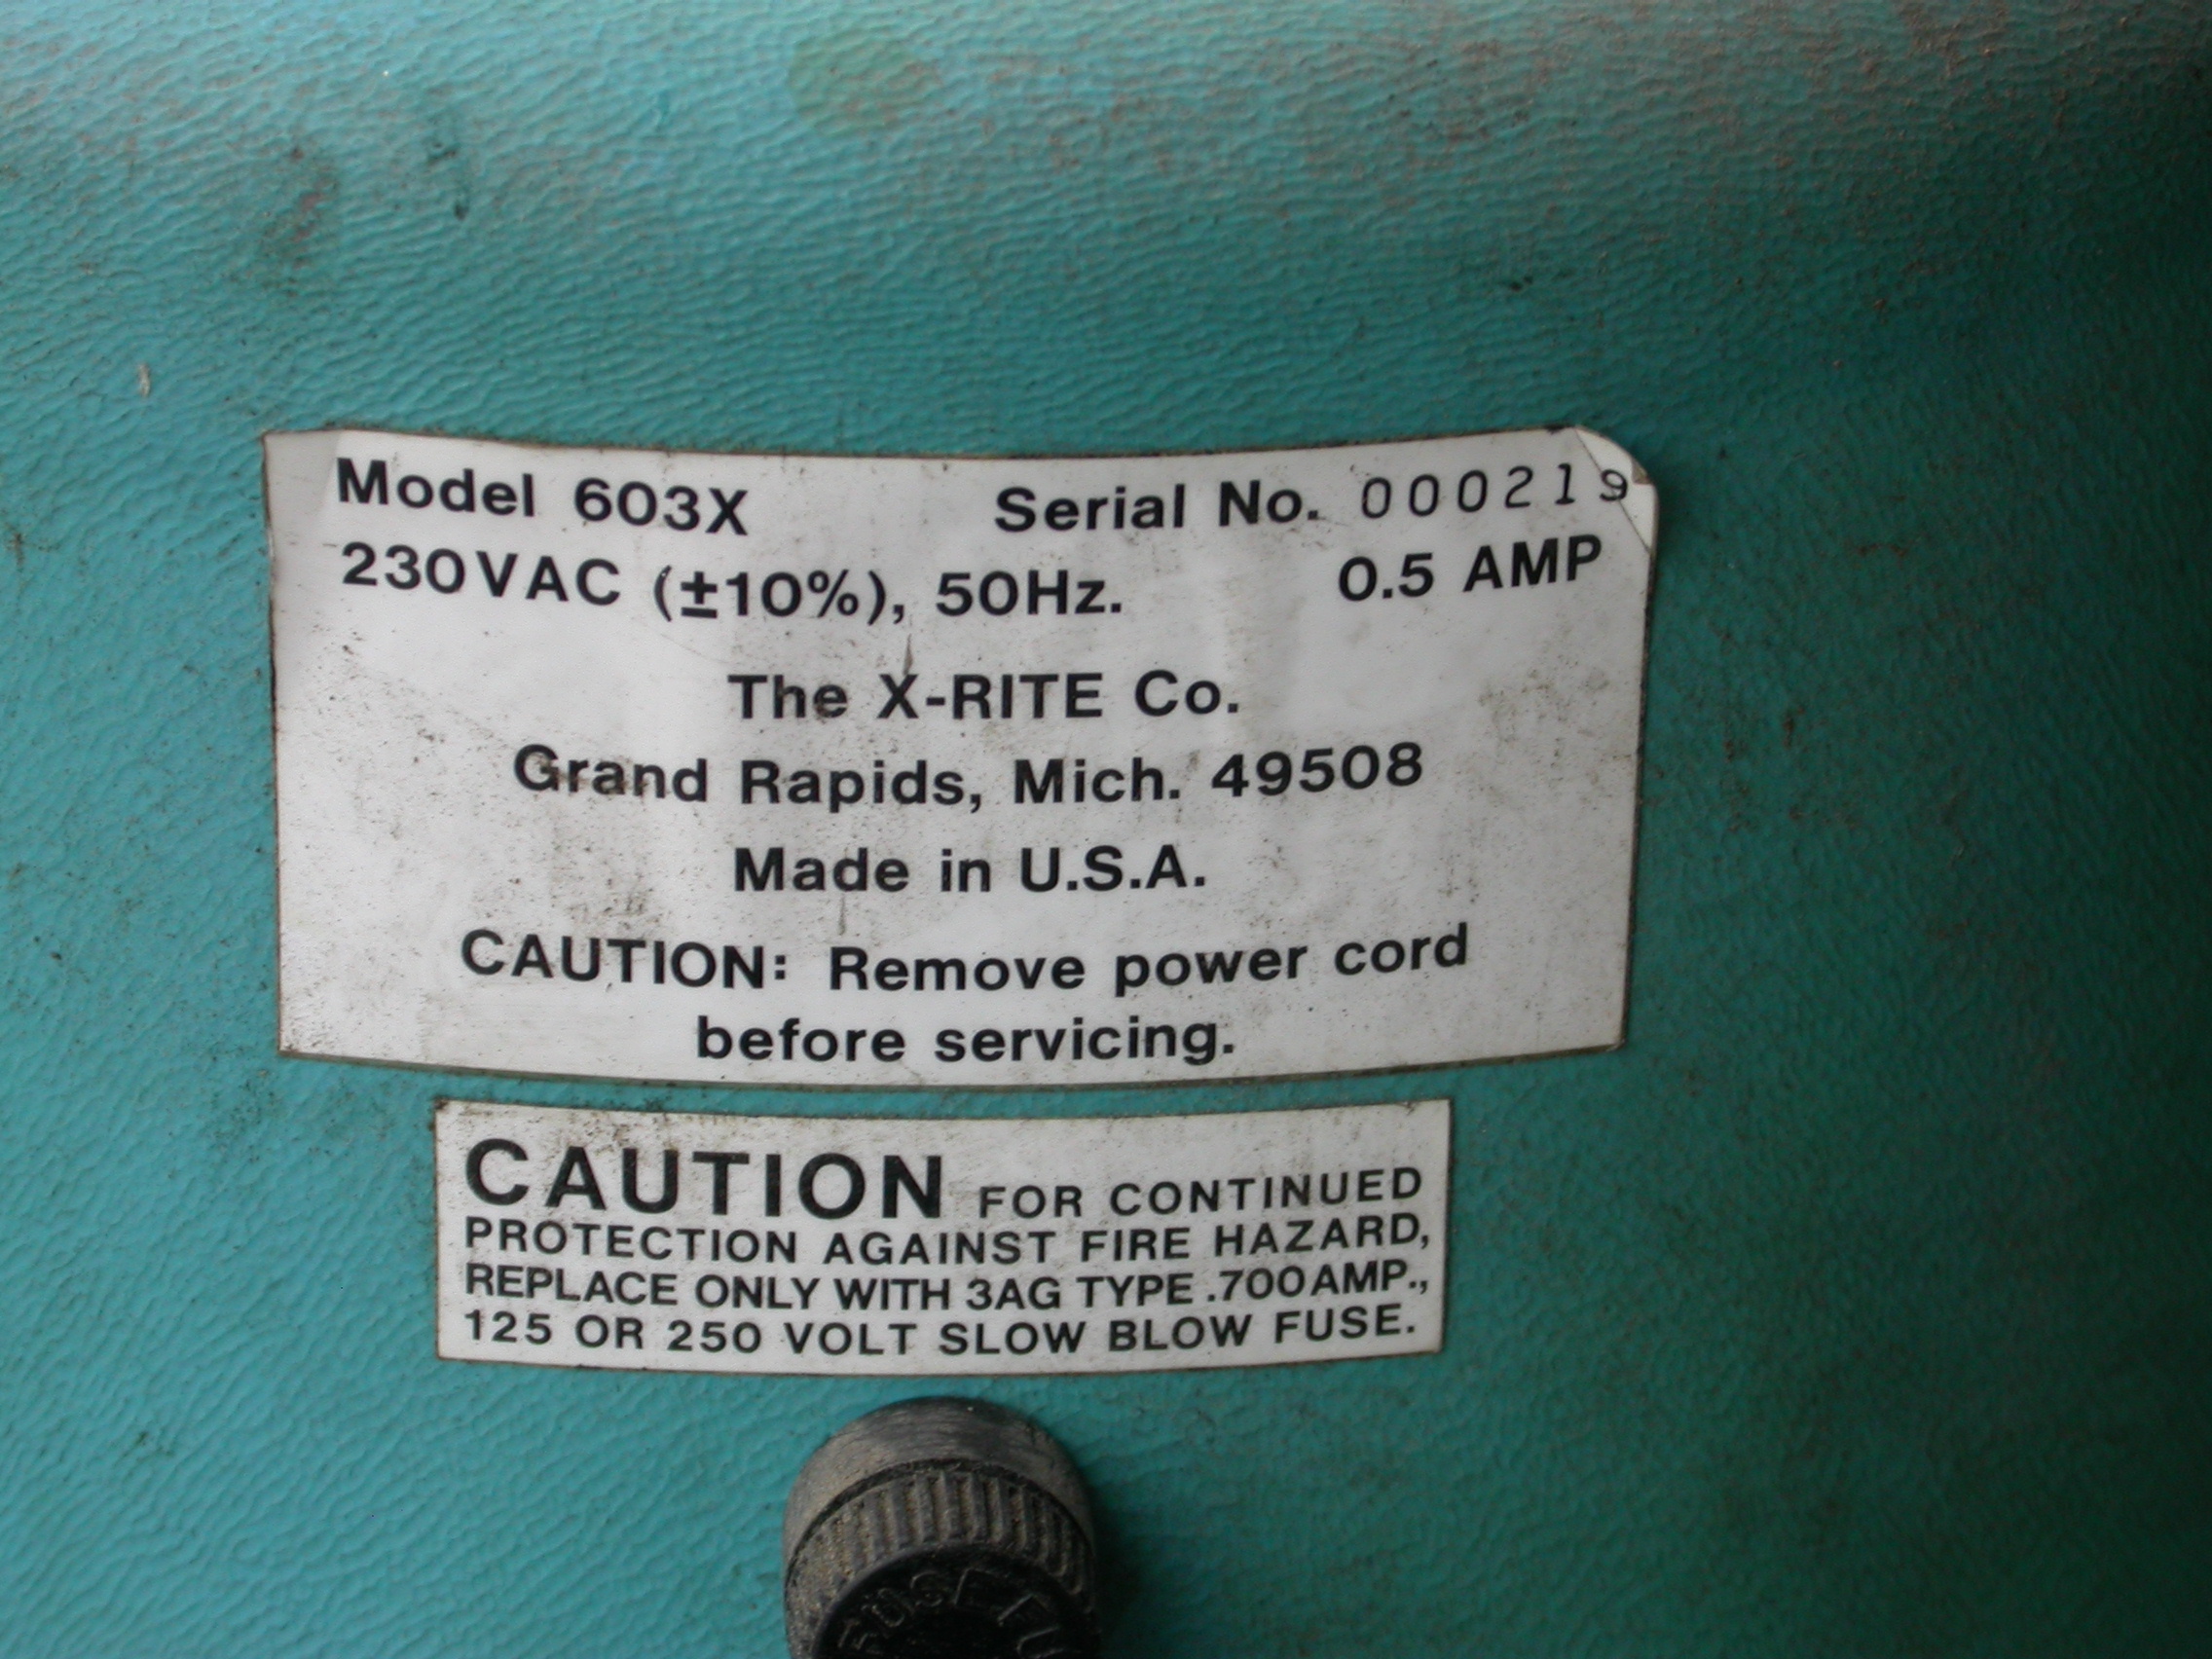 Model 603X Serial No. 000219
230VAC (±10%), 50Hz. 0.5 AMP
The X-RITE Co.
Grand Rapids, Mich. 49508
Made in U.S.A.
CAUTION: Remove power cord
before servicing.
CAUTION FOR CONTINUED
PROTECTION AGAINST FIRE HAZARD,
REPLACE ONLY WITH 3AG TYPE .700AMP.,
125 OR 250 VOLT SLOW BLOW FUSE.
FUSE FU